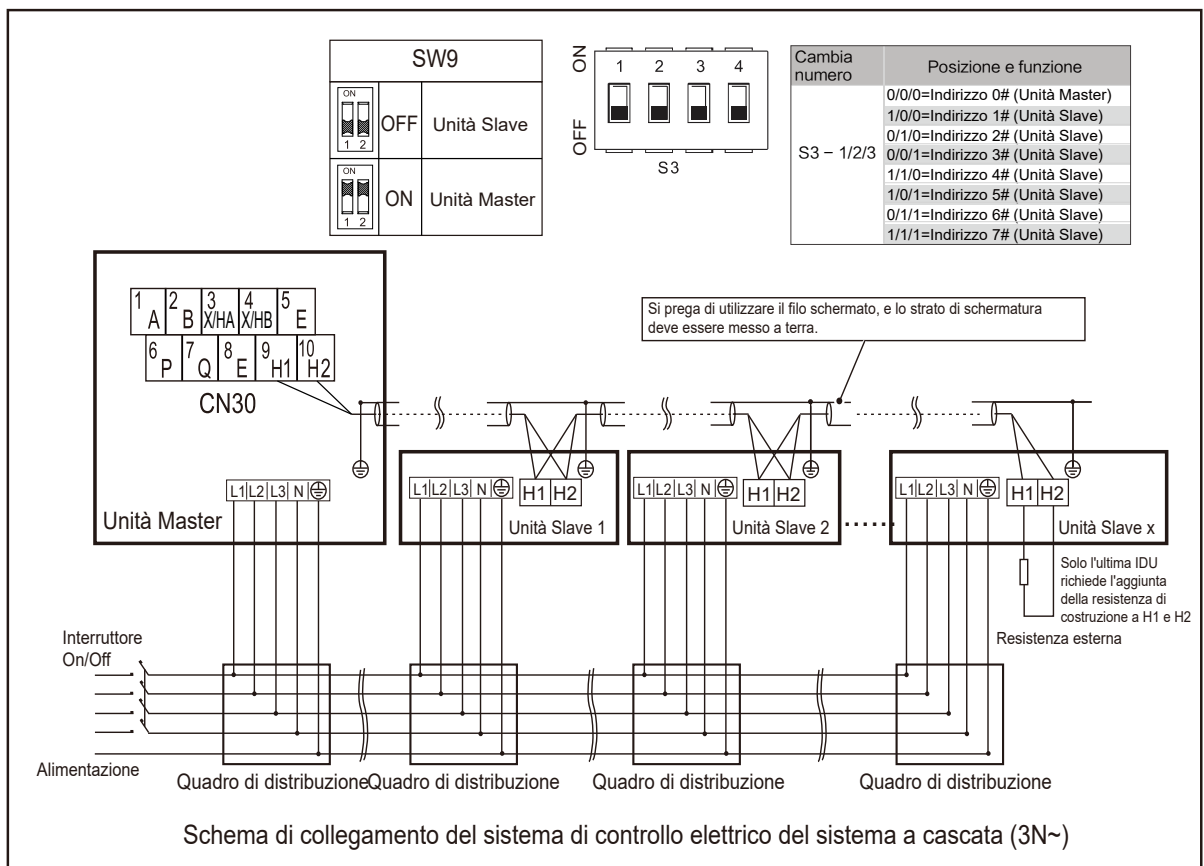 SW9
ON
1 2
OFF
Unità Slave
ON
1 2
ON
Unità Master
ON
OFF
1 2 3 4
S3
Cambia numero
Posizione e funzione
S3 – 1/2/3
0/0/0=Indirizzo 0# (Unità Master)
1/0/0=Indirizzo 1# (Unità Slave)
0/1/0=Indirizzo 2# (Unità Slave)
0/0/1=Indirizzo 3# (Unità Slave)
1/1/0=Indirizzo 4# (Unità Slave)
1/0/1=Indirizzo 5# (Unità Slave)
0/1/1=Indirizzo 6# (Unità Slave)
1/1/1=Indirizzo 7# (Unità Slave)
1 A 2 B 3 X/HA 4 X/HB 5 E
6 P 7 Q 8 E 9 H1 10 H2
CN30
Si prega di utilizzare il filo schermato, e lo strato di schermatura
deve essere messo a terra.
L1 L2 L3 N
Unità Master
L1 L2 L3 N
H1 H2
Unità Slave 1
L1 L2 L3 N
H1 H2
Unità Slave 2
L1 L2 L3 N
H1 H2
Unità Slave x
Solo l'ultima IDU
richiede l'aggiunta
della resistenza di
costruzione a H1 e H2
Resistenza esterna
Interruttore
On/Off
Alimentazione
Quadro di distribuzione
Quadro di distribuzione
Quadro di distribuzione
Quadro di distribuzione
Schema di collegamento del sistema di controllo elettrico del sistema a cascata (3N~)